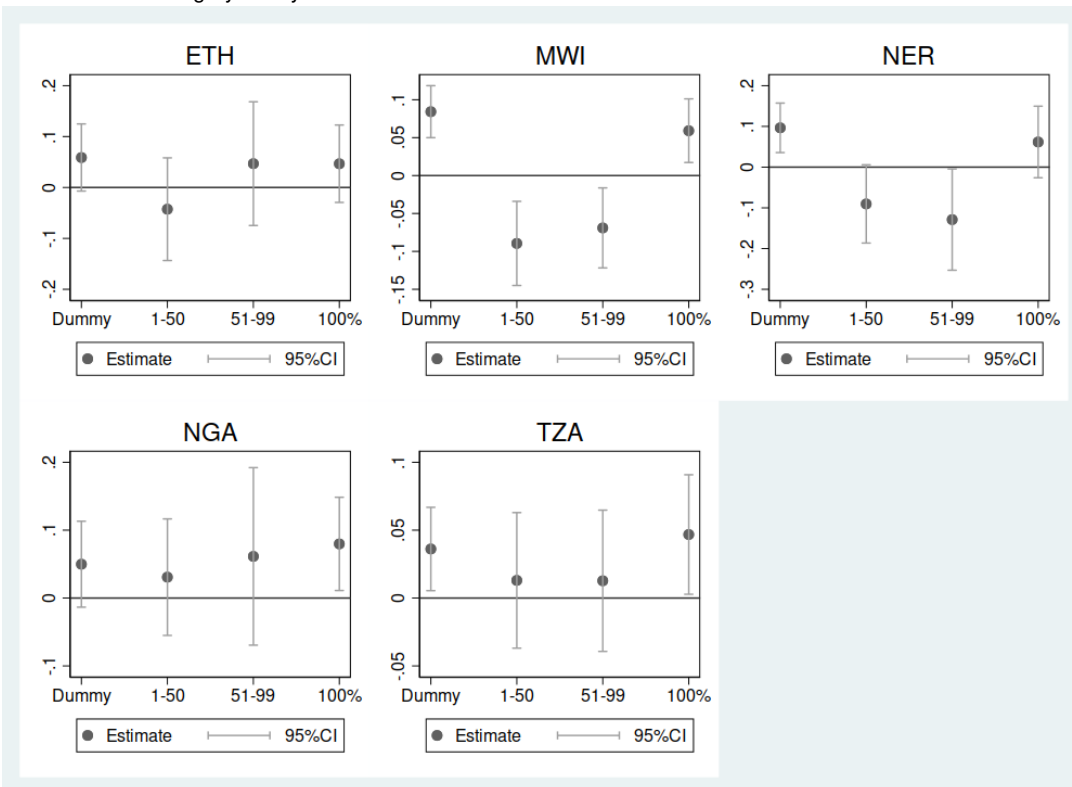 ETH
.2
.1
0
-.1
-.2
Dummy 1-50 51-99 100%
Estimate 95%CI
MWI
.1
.05
0
-.05
-.1
-.15
Dummy 1-50 51-99 100%
Estimate 95%CI
NER
.2
.1
0
-.1
-.2
-.3
Dummy 1-50 51-99 100%
Estimate 95%CI
NGA
.2
.1
0
-.1
Dummy 1-50 51-99 100%
Estimate 95%CI
TZA
.1
.05
0
-.05
Dummy 1-50 51-99 100%
Estimate 95%CI